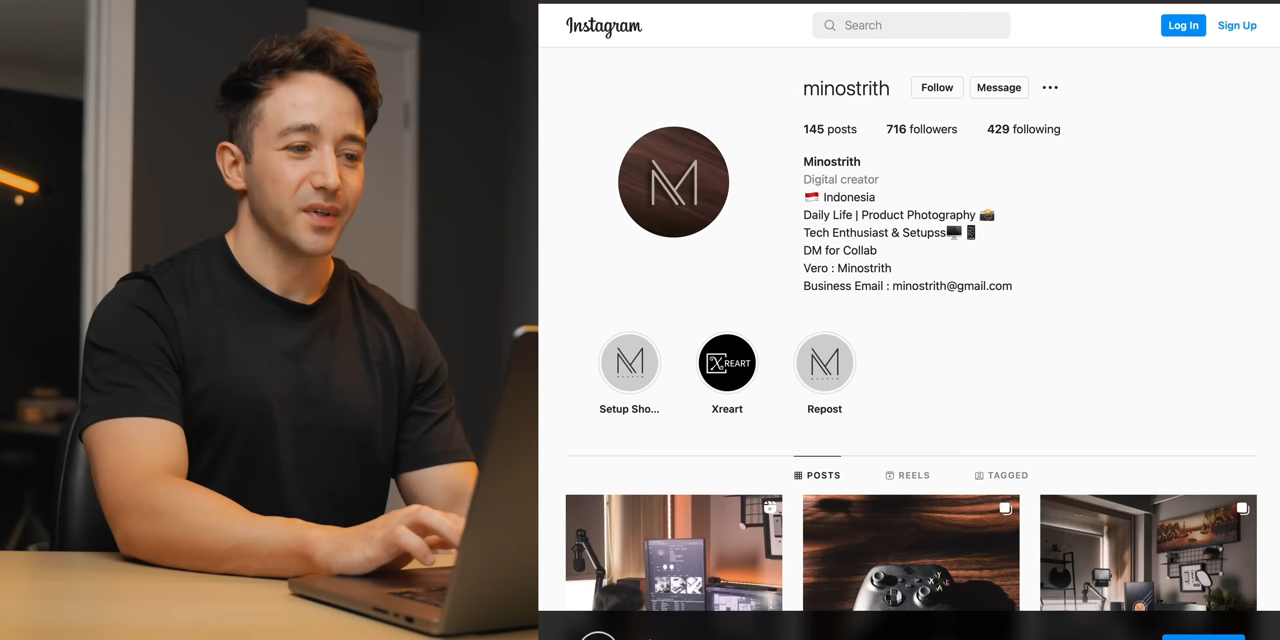 Instagram
Search
Log In
Sign Up
minostrith
Follow
Message
145 posts
716 followers
429 following
Minostrith
Digital creator
🇮🇩 Indonesia
Daily Life | Product Photography 📸
Tech Enthusiast & Setupss🖥️📱
DM for Collab
Vero : Minostrith
Business Email : minostrith@gmail.com
XREART
Setup Sho...
Xreart
Repost
POSTS
REELS
TAGGED